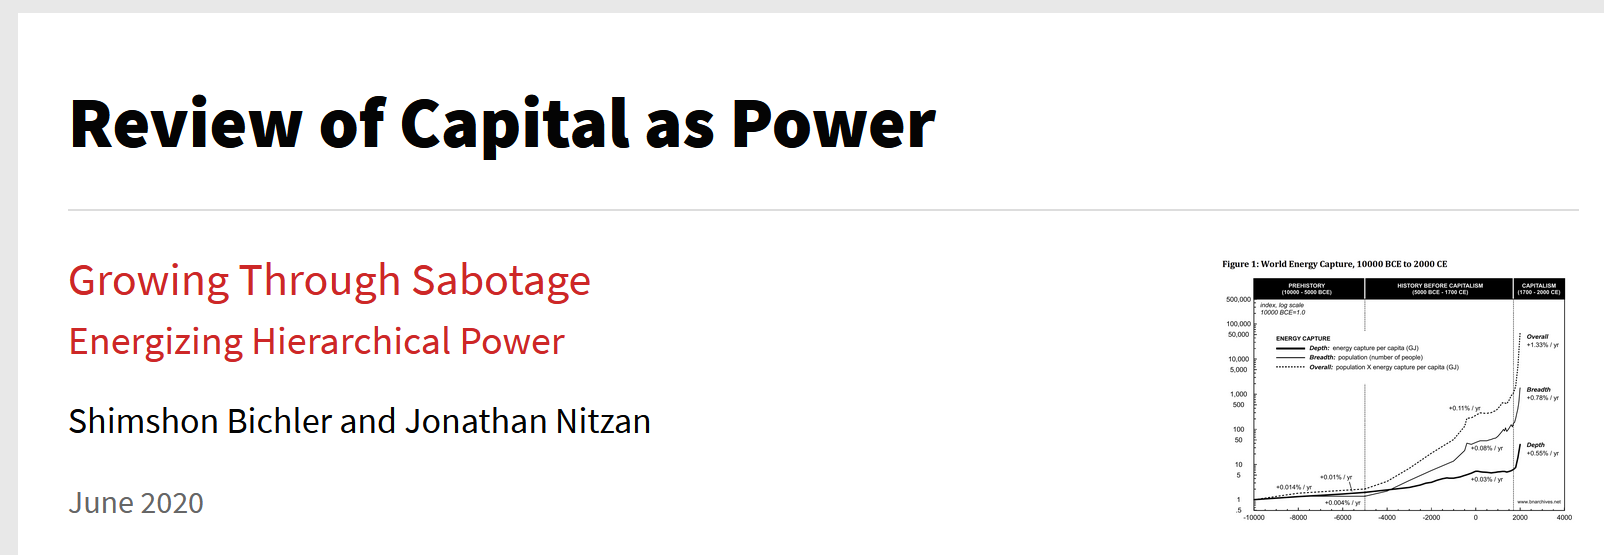 Review of Capital as Power
Growing Through Sabotage
Energizing Hierarchical Power
Shimshon Bichler and Jonathan Nitzan
June 2020
Figure 1: World Energy Capture, 10000 BCE to 2000 CE
PREHISTORY
(10000 - 5000 BCE)
HISTORY BEFORE CAPITALISM
(5000 BCE - 1700 CE)
CAPITALISM
(1700 - 2000 CE)
index, log scale
10000 BCE=1.0
500,000
100,000
50,000
10,000
5,000
1,000
500
100
50
10
5
1
.5
ENERGY CAPTURE
Depth: energy capture per capita (GJ)
Breadth: population (number of people)
Overall: population X energy capture per capita (GJ)
Overall
+1.33% / yr
Breadth
+0.78% / yr
Depth
+0.55% / yr
+0.11% / yr
+0.08% / yr
+0.03% / yr
+0.01% / yr
+0.014% / yr
+0.004% / yr
www.bnarchives.net
-10000 -8000 -6000 -4000 -2000 0 2000 4000